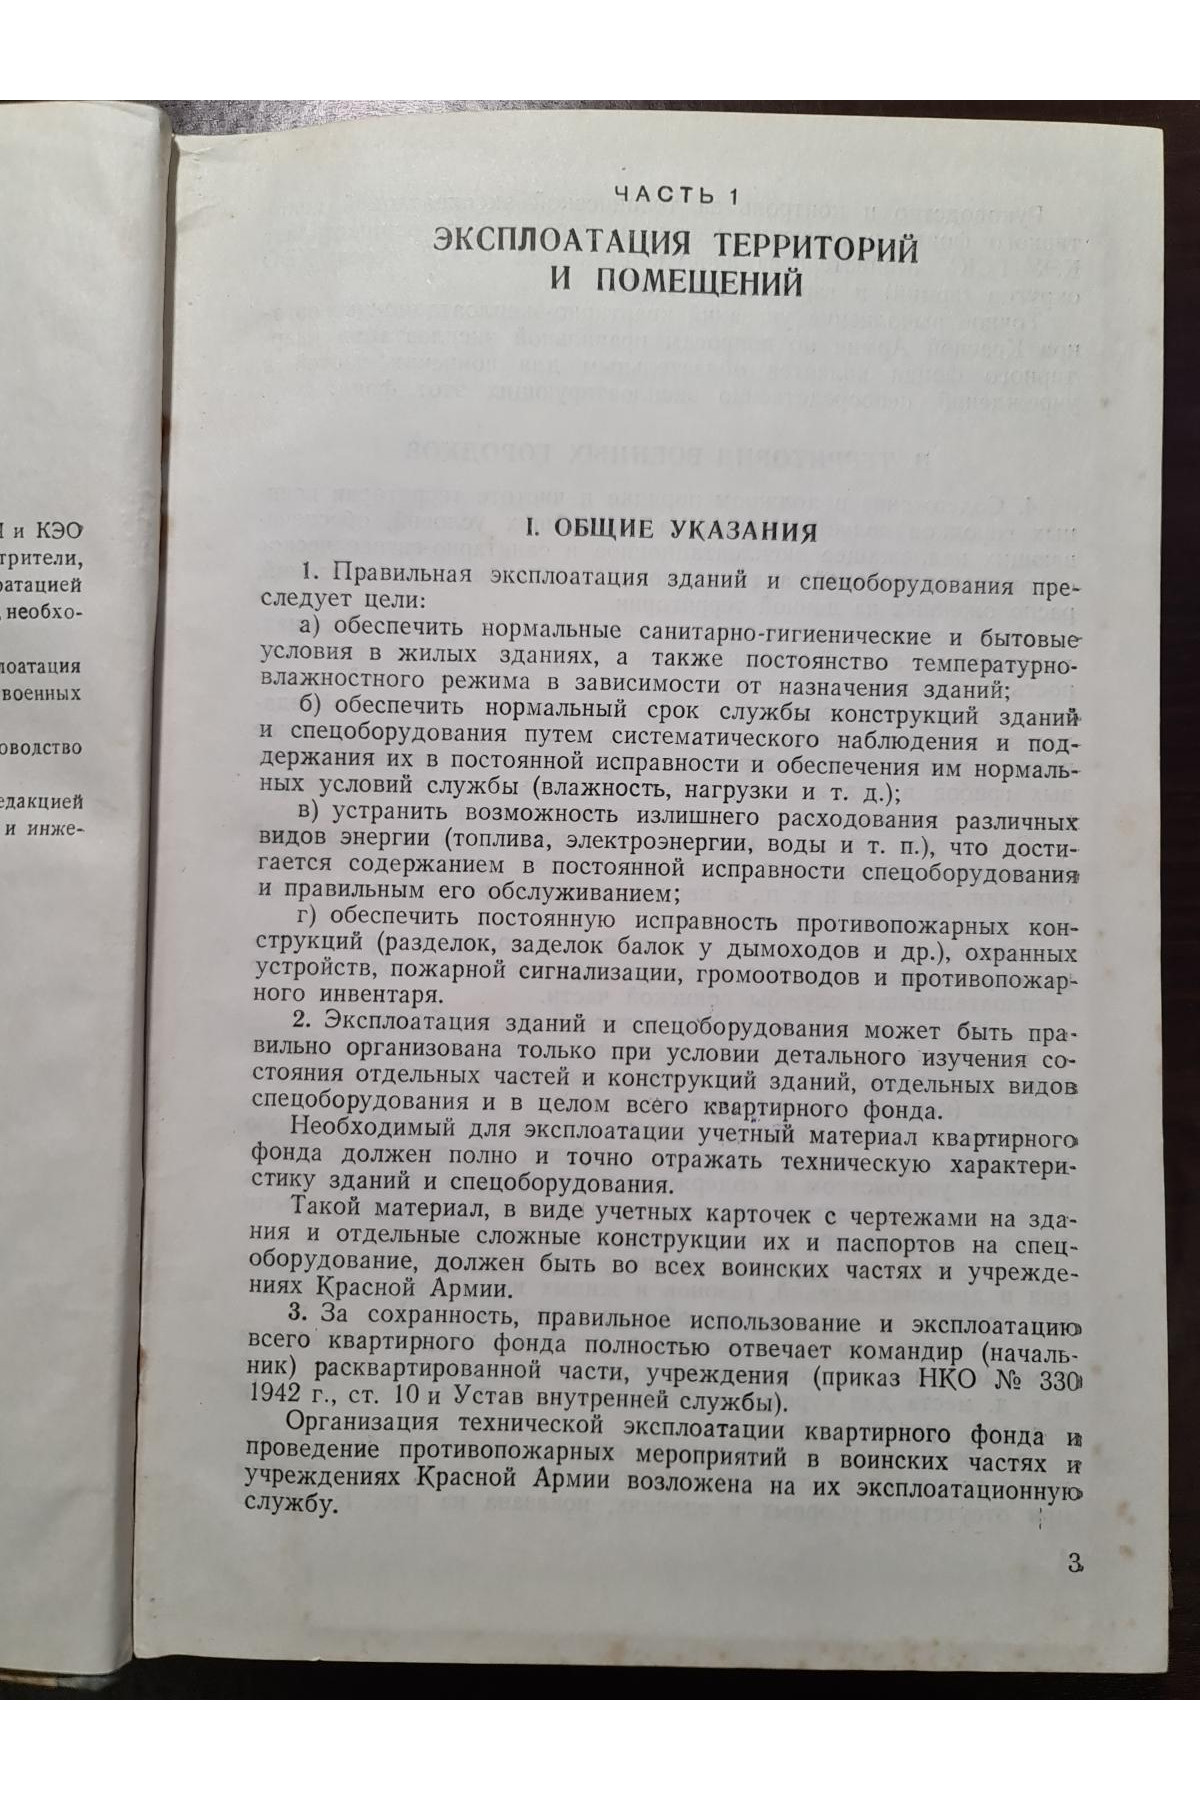 и КЭО
трители,
оатацией
необхо-
лоатация
военных
оводство
едакцией
и инже-
ЧАСТЬ 1
ЭКСПЛОАТАЦИЯ ТЕРРИТОРИЙ
И ПОМЕЩЕНИЙ
I. ОБЩИЕ УКАЗАНИЯ
1. Правильная эксплоатация зданий и спецоборудования пре-
следует цели:
а) обеспечить нормальные санитарно-гигиенические и бытовые
условия в жилых зданиях, а также постоянство температурно-
влажностного режима в зависимости от назначения зданий;
б) обеспечить нормальный срок службы конструкций зданий
и спецоборудования путем систематического наблюдения и под-
держания их в постоянной исправности и обеспечения им нормаль-
ных условий службы (влажность, нагрузки и т. д.);
в) устранить возможность излишнего расходования различных
видов энергии (топлива, электроэнергии, воды и т. п.), что дости-
гается содержанием в постоянной исправности спецоборудования
и правильным его обслуживанием;
г) обеспечить постоянную исправность противопожарных кон-
струкций (разделок, заделок балок у дымоходов и др.), охранных
устройств, пожарной сигнализации, громоотводов и противопожар-
ного инвентаря.
2. Эксплоатация зданий и спецоборудования может быть пра-
вильно организована только при условии детального изучения со-
стояния отдельных частей и конструкций зданий, отдельных видов
спецоборудования и в целом всего квартирного фонда.
Необходимый для эксплоатации учетный материал квартирного
фонда должен полно и точно отражать техническую характери-
стику зданий и спецоборудования.
Такой материал, в виде учетных карточек с чертежами на зда-
ния и отдельные сложные конструкции их и паспортов на спец-
оборудование, должен быть во всех воинских частях и учрежде-
ниях Красной Армии.
3. За сохранность, правильное использование и эксплоатацию
всего квартирного фонда полностью отвечает командир (началь-
ник) расквартированной части, учреждения (приказ НКО № 330
1942 г., ст. 10 и Устав внутренней службы).
Организация технической эксплоатации квартирного фонда и
проведение противопожарных мероприятий в воинских частях и
учреждениях Красной Армии возложена на их эксплоатационную
службу.
3